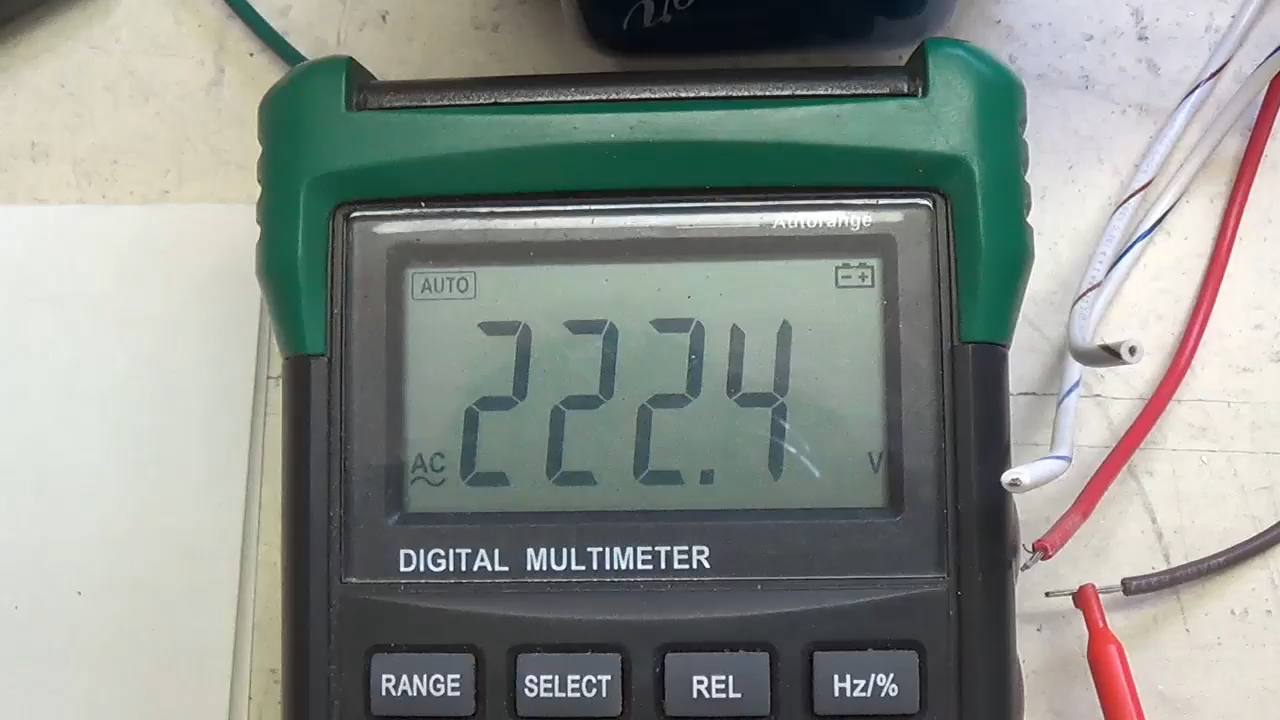 Autorange
AUTO
222.4
AC
V
DIGITAL MULTIMETER
RANGE SELECT REL Hz/%